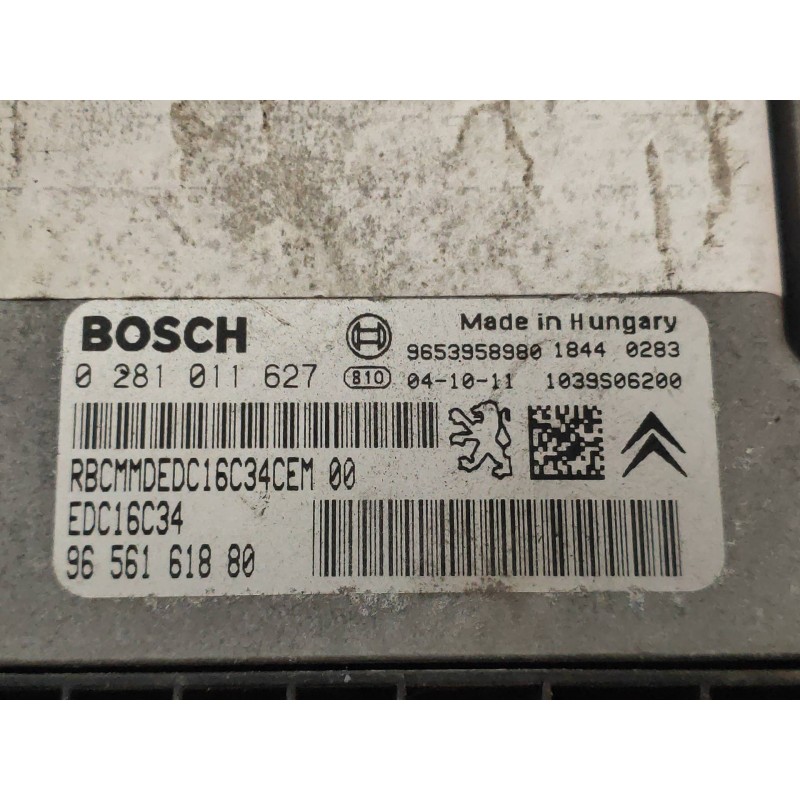 BOSCH
Made in Hungary
9653958980 1844 0283
0 281 011 627 810 04-10-11 1039S06200
RBCMMDEDC16C34CEM 00
EDC16C34
96 561 618 80